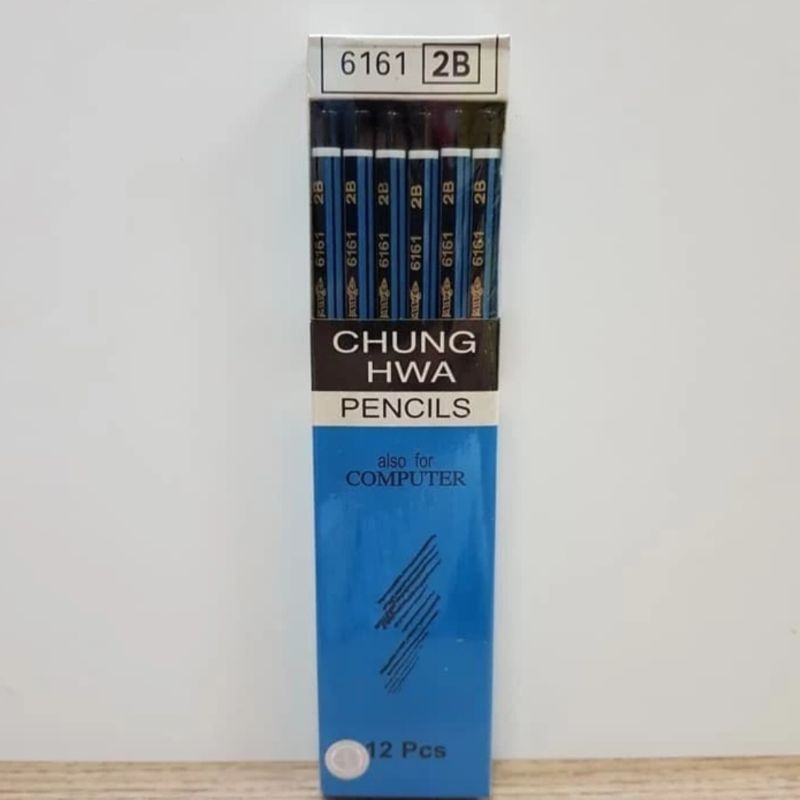 6161 2B
6161 2B
6161 2B
6161 2B
6161 2B
6161 2B
6161 2B
CHUNG
HWA
PENCILS
also for
COMPUTER
12 Pcs